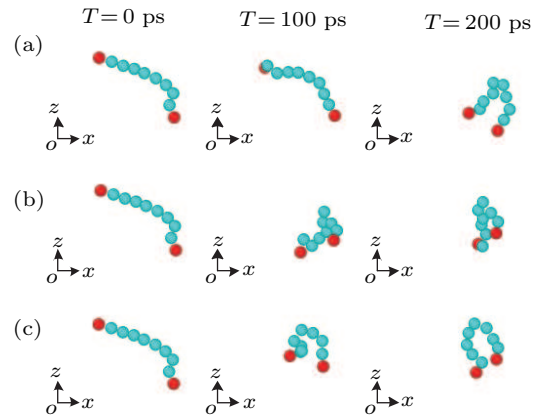 T = 0 ps T = 100 ps T = 200 ps
(a)
z z z
o x o x o x
(b)
z z z
o x o x o x
(c)
z z z
o x o x o x